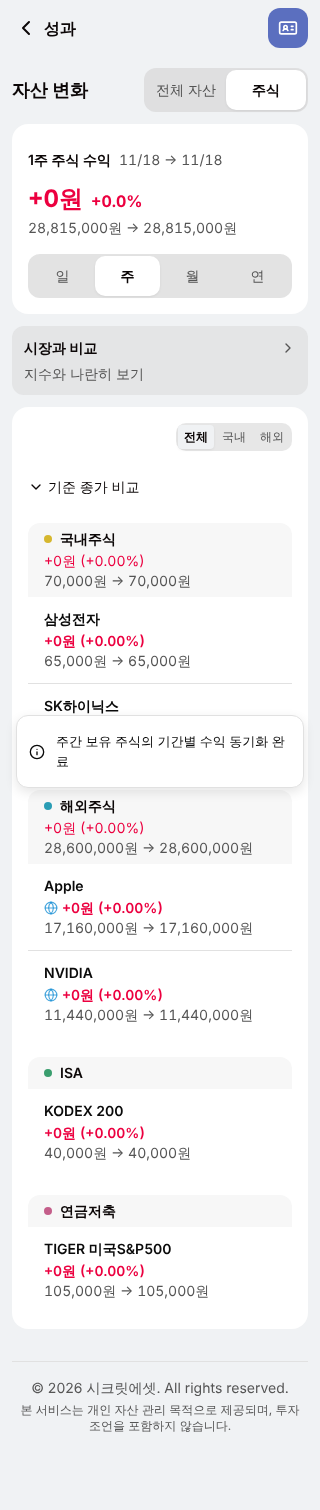 성과
자산 변화
전체 자산 주식
1주 주식 수익 11/18 → 11/18
+0원 +0.0%
28,815,000원 → 28,815,000원
일 주 월 연
시장과 비교
지수와 나란히 보기
전체 국내 해외
기준 종가 비교
국내주식
+0원 (+0.00%)
70,000원 → 70,000원
삼성전자
+0원 (+0.00%)
65,000원 → 65,000원
SK하이닉스
주간 보유 주식의 기간별 수익 동기화 완
료
해외주식
+0원 (+0.00%)
28,600,000원 → 28,600,000원
Apple
+0원 (+0.00%)
17,160,000원 → 17,160,000원
NVIDIA
+0원 (+0.00%)
11,440,000원 → 11,440,000원
ISA
KODEX 200
+0원 (+0.00%)
40,000원 → 40,000원
연금저축
TIGER 미국S&P500
+0원 (+0.00%)
105,000원 → 105,000원
© 2026 시크릿에셋. All rights reserved.
본 서비스는 개인 자산 관리 목적으로 제공되며, 투자
조언을 포함하지 않습니다.